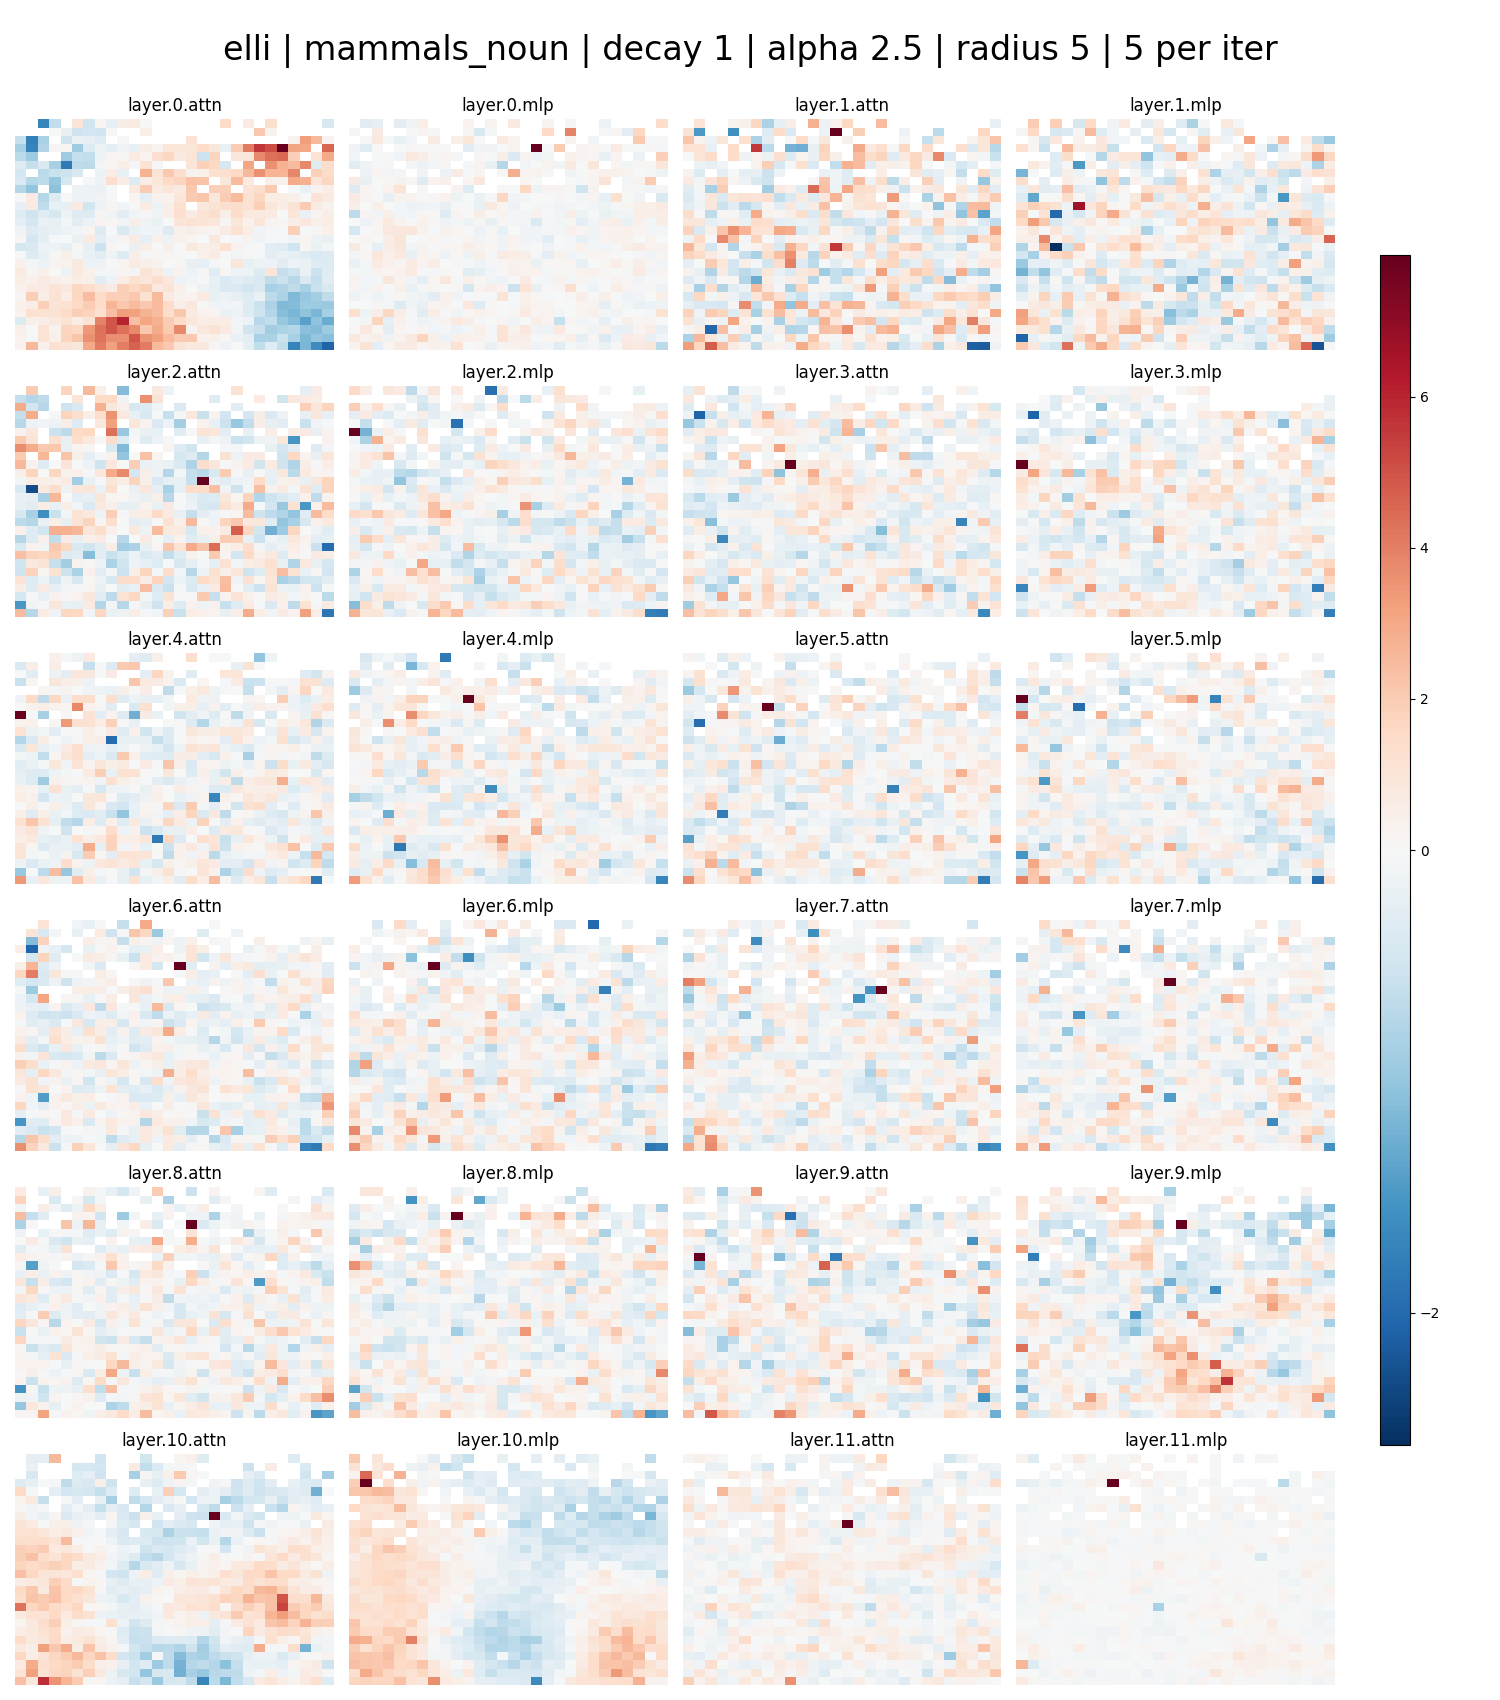 elli | mammals_noun | decay 1 | alpha 2.5 | radius 5 | 5 per iter
layer.0.attn layer.0.mlp layer.1.attn layer.1.mlp
layer.2.attn layer.2.mlp layer.3.attn layer.3.mlp
layer.4.attn layer.4.mlp layer.5.attn layer.5.mlp
layer.6.attn layer.6.mlp layer.7.attn layer.7.mlp
layer.8.attn layer.8.mlp layer.9.attn layer.9.mlp
layer.10.attn layer.10.mlp layer.11.attn layer.11.mlp
6
4
2
0
−2